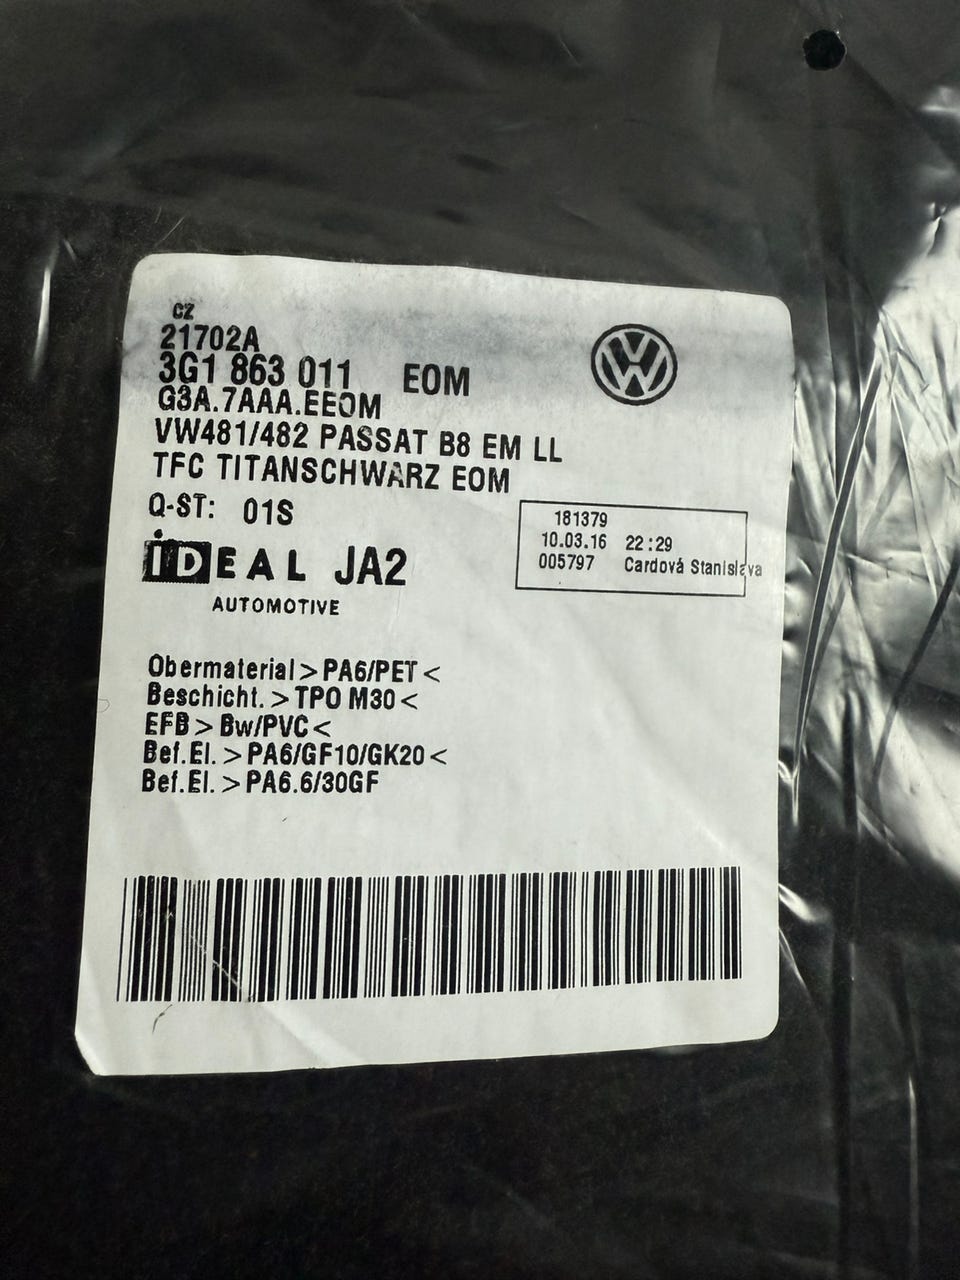 CZ
21702A
3G1 863 011 EOM
G3A.7AAA.EEOM
VW481/482 PASSAT B8 EM LL
TFC TITANSCHWARZ EOM
Q-ST: 01S
181379
10.03.16 22:29
005797 Cardová Stanislava
iDEAL JA2
AUTOMOTIVE
Obermaterial>PA6/PET<
Beschicht.>TPO M30<
EFB>Bw/PVC<
Bef.El.>PA6/GF10/GK20<
Bef.El.>PA6.6/30GF